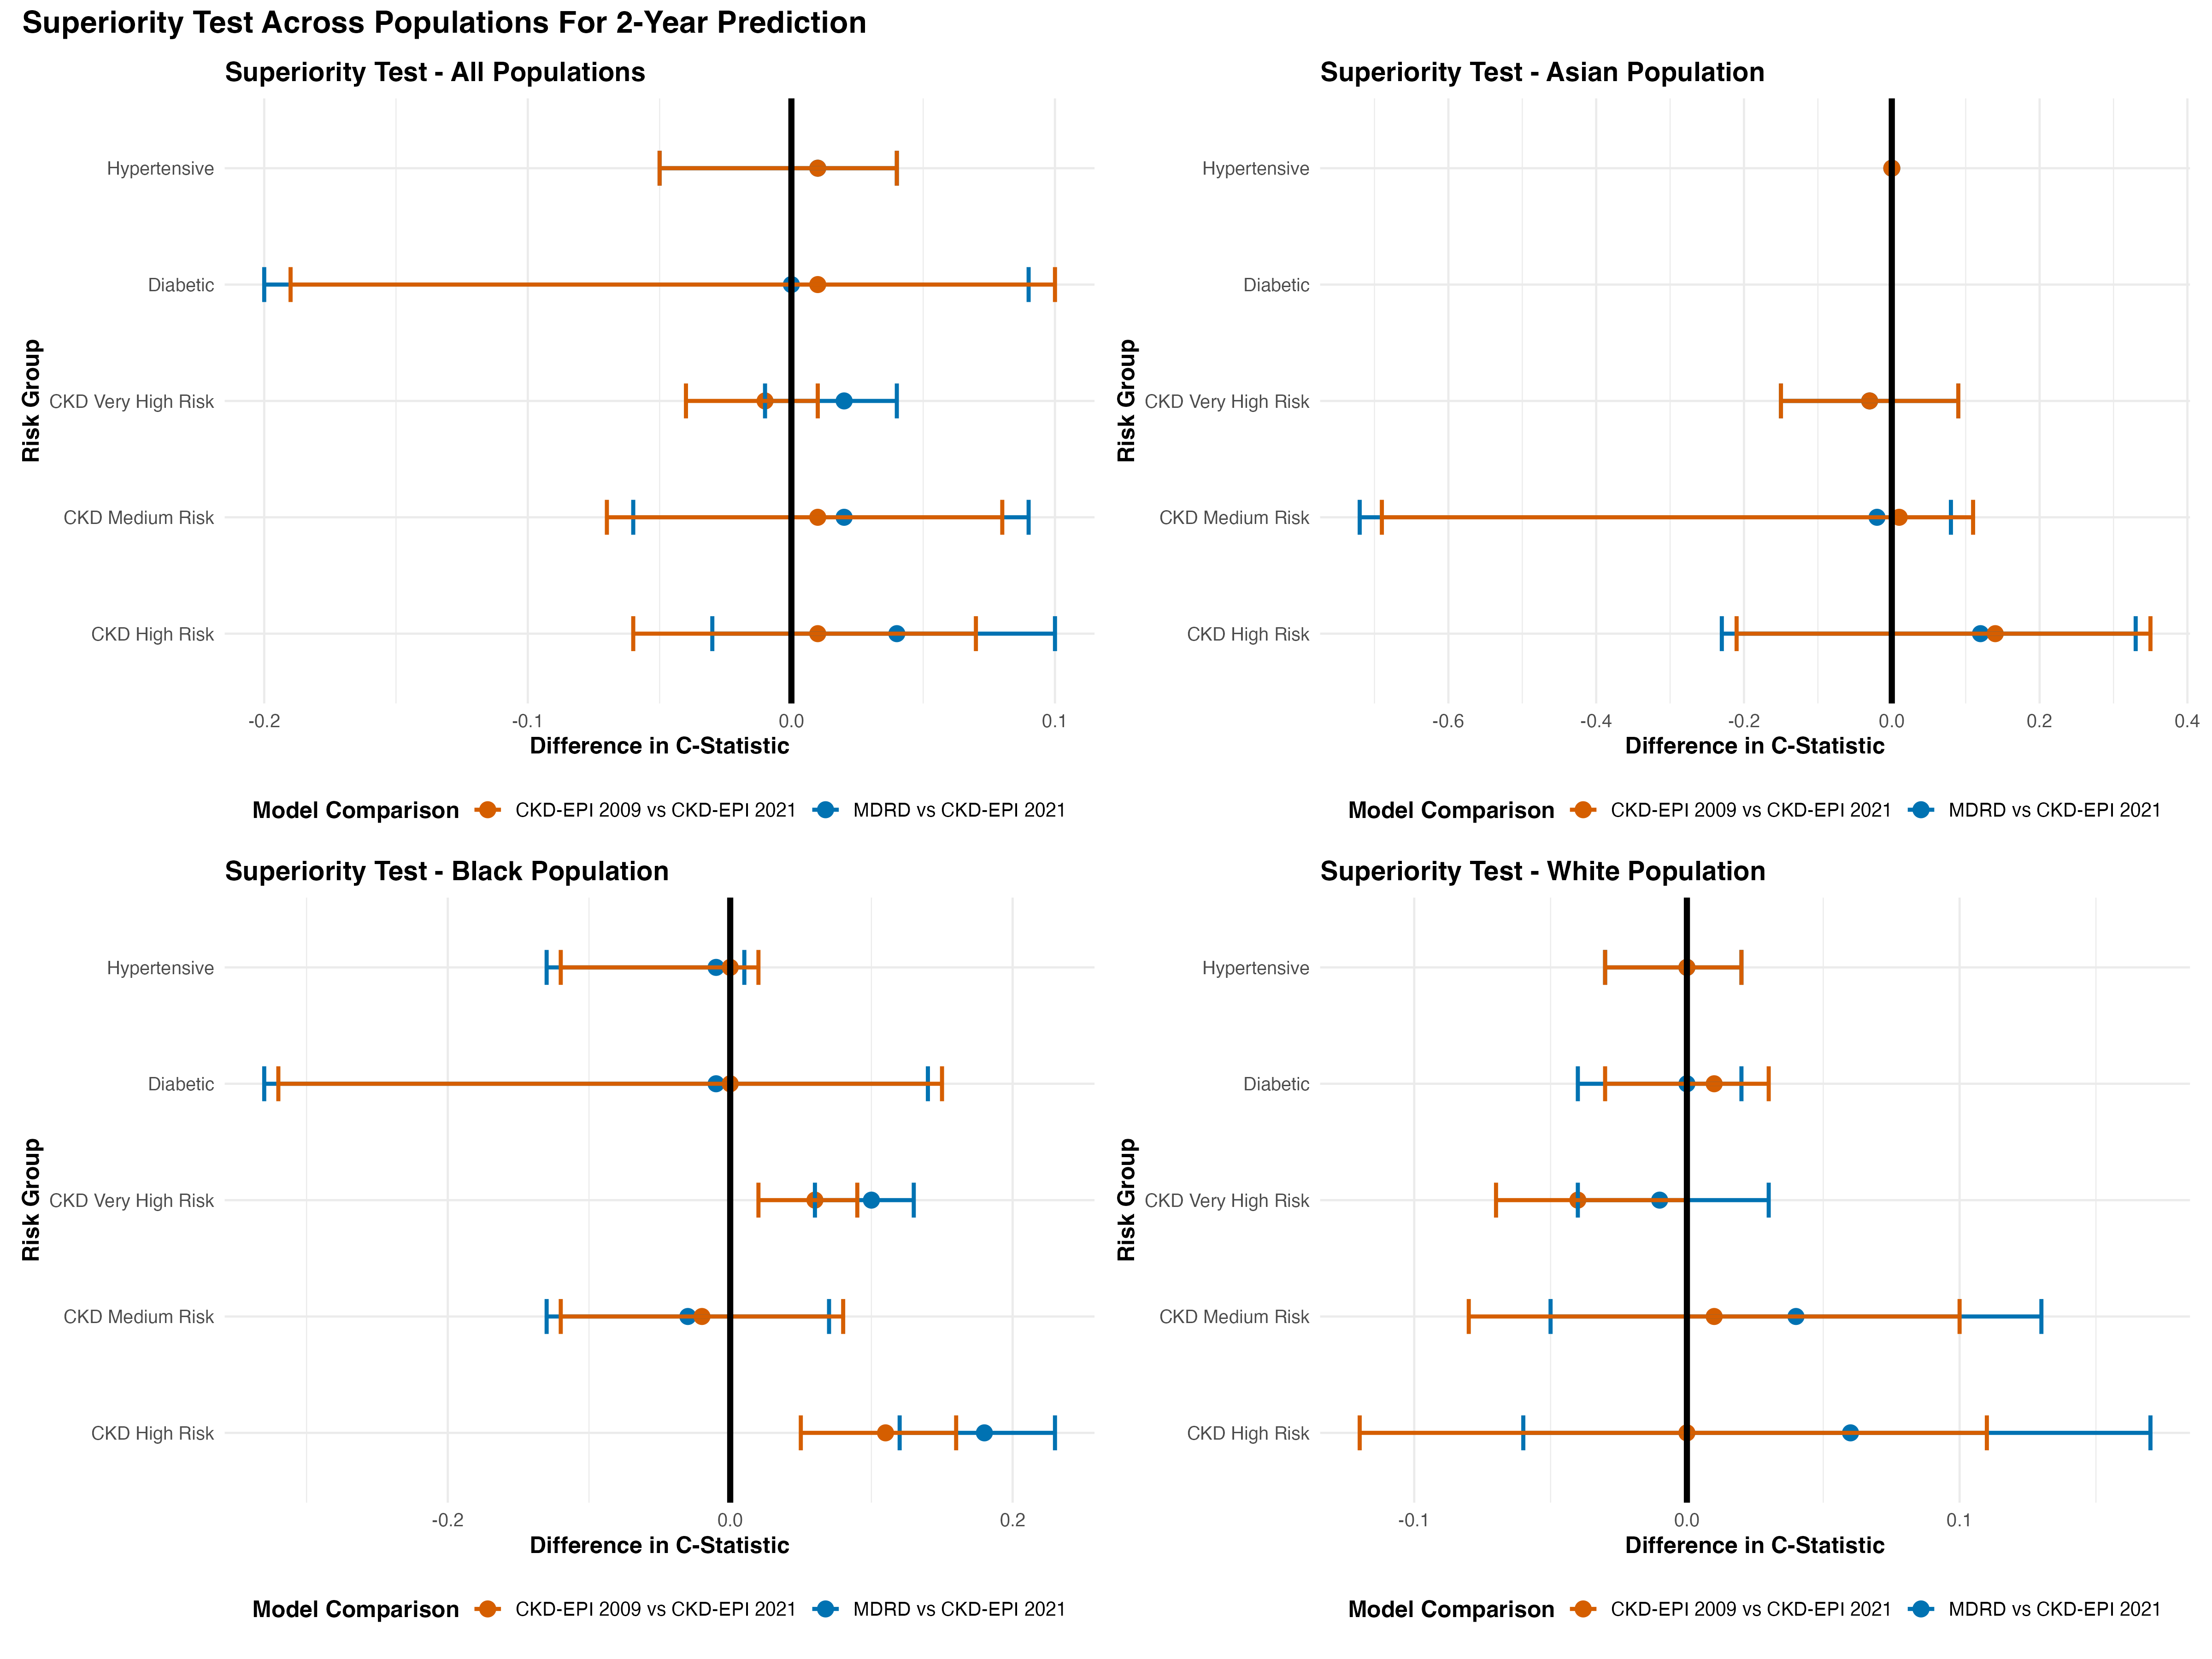 Superiority Test Across Populations For 2-Year Prediction
Superiority Test - All Populations
Risk Group
Hypertensive
Diabetic
CKD Very High Risk
CKD Medium Risk
CKD High Risk
-0.2 -0.1 0.0 0.1
Difference in C-Statistic
Model Comparison CKD-EPI 2009 vs CKD-EPI 2021 MDRD vs CKD-EPI 2021
Superiority Test - Asian Population
Risk Group
Hypertensive
Diabetic
CKD Very High Risk
CKD Medium Risk
CKD High Risk
-0.6 -0.4 -0.2 0.0 0.2 0.4
Difference in C-Statistic
Model Comparison CKD-EPI 2009 vs CKD-EPI 2021 MDRD vs CKD-EPI 2021
Superiority Test - Black Population
Risk Group
Hypertensive
Diabetic
CKD Very High Risk
CKD Medium Risk
CKD High Risk
-0.2 0.0 0.2
Difference in C-Statistic
Model Comparison CKD-EPI 2009 vs CKD-EPI 2021 MDRD vs CKD-EPI 2021
Superiority Test - White Population
Risk Group
Hypertensive
Diabetic
CKD Very High Risk
CKD Medium Risk
CKD High Risk
-0.1 0.0 0.1
Difference in C-Statistic
Model Comparison CKD-EPI 2009 vs CKD-EPI 2021 MDRD vs CKD-EPI 2021